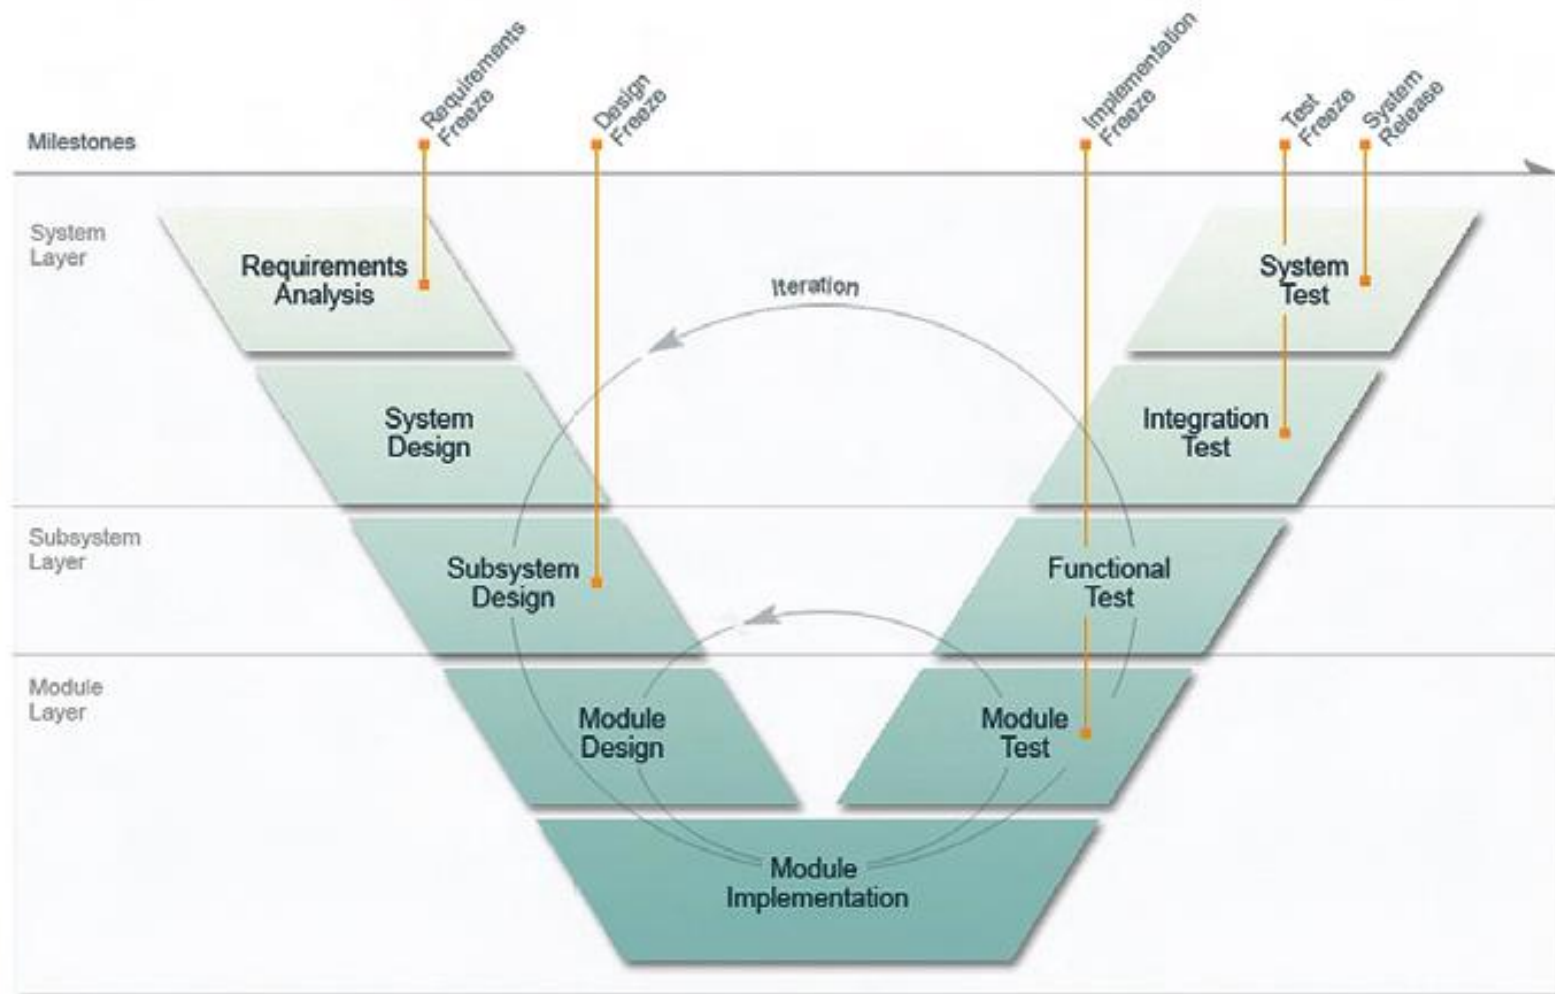 Requirements
Freeze
Design
Freeze
Implementation
Freeze
Test
Freeze
System
Release
Milestones
System
Layer
Requirements
Analysis
System
Test
Iteration
System
Design
Integration
Test
Subsystem
Layer
Subsystem
Design
Functional
Test
Module
Layer
Module
Design
Module
Test
Module
Implementation